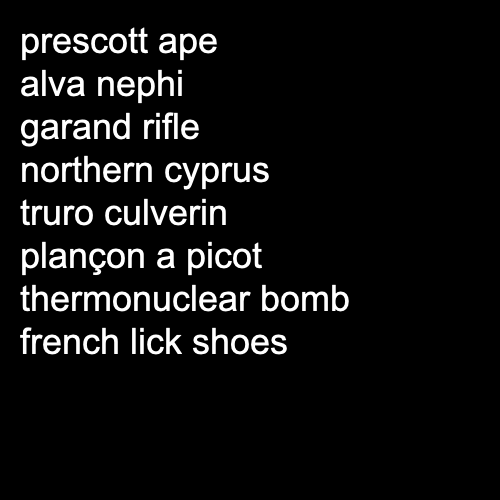 prescott ape
alva nephi
garand rifle
northern cyprus
truro culverin
plançon a picot
thermonuclear bomb
french lick shoes